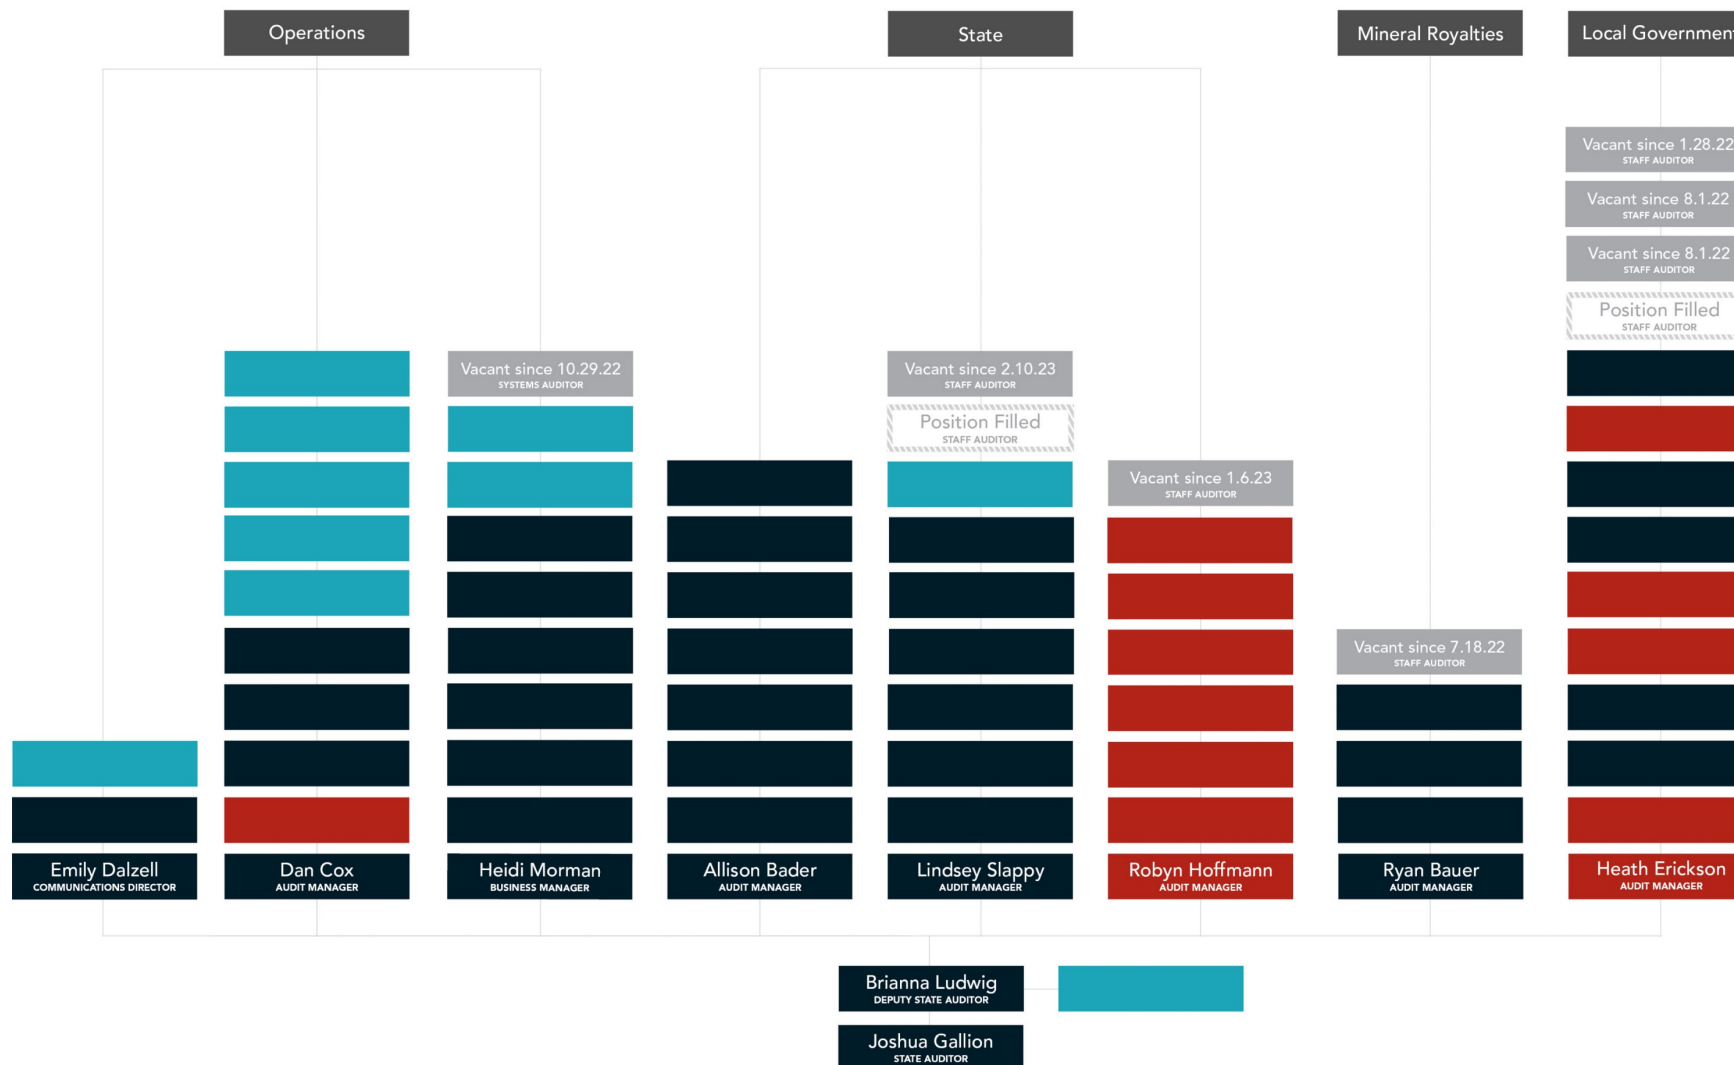 Operations
State
Mineral Royalties
Local Government
Vacant since 1.28.22
STAFF AUDITOR
Vacant since 8.1.22
STAFF AUDITOR
Vacant since 8.1.22
STAFF AUDITOR
Position Filled
STAFF AUDITOR
Vacant since 10.29.22
SYSTEMS AUDITOR
Vacant since 2.10.23
STAFF AUDITOR
Position Filled
STAFF AUDITOR
Vacant since 1.6.23
STAFF AUDITOR
Vacant since 7.18.22
STAFF AUDITOR
Emily Dalzell
COMMUNICATIONS DIRECTOR
Dan Cox
AUDIT MANAGER
Heidi Morman
BUSINESS MANAGER
Allison Bader
AUDIT MANAGER
Lindsey Slappy
AUDIT MANAGER
Robyn Hoffmann
AUDIT MANAGER
Ryan Bauer
AUDIT MANAGER
Heath Erickson
AUDIT MANAGER
Brianna Ludwig
DEPUTY STATE AUDITOR
Joshua Gallion
STATE AUDITOR